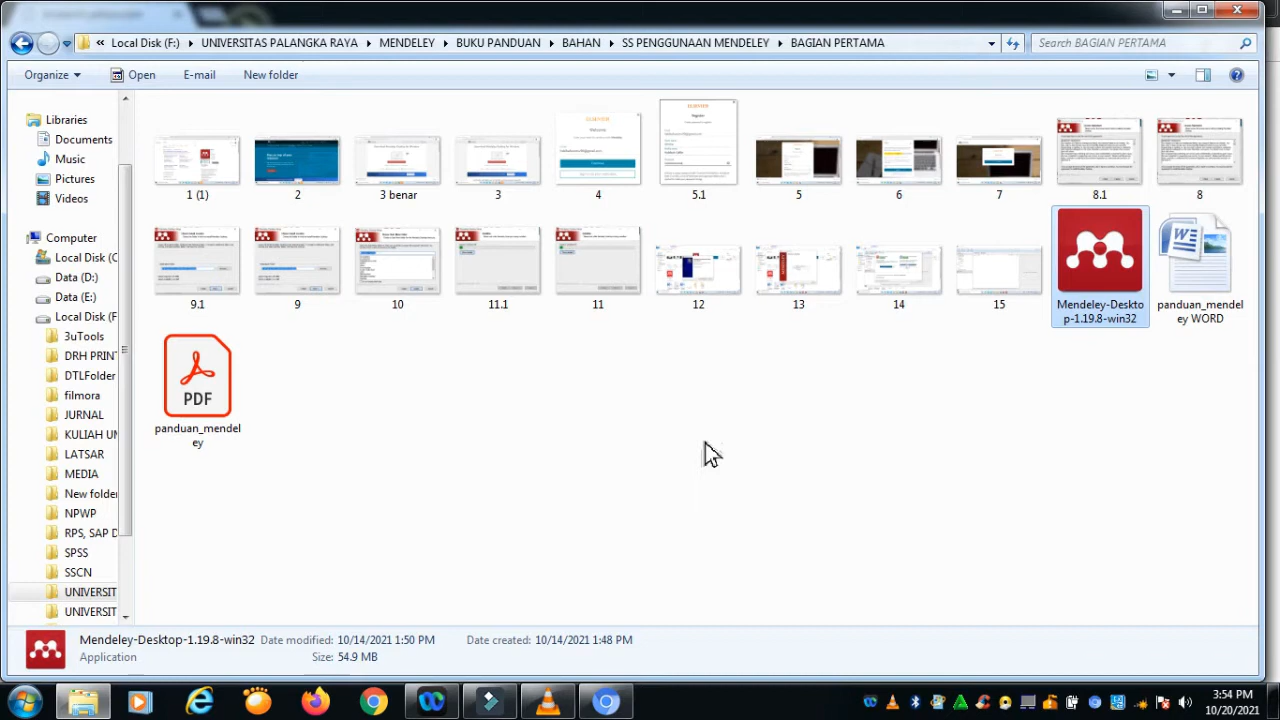 « Local Disk (F:) UNIVERSITAS PALANGKA RAYA MENDELEY BUKU PANDUAN BAHAN SS PENGGUNAAN MENDELEY BAGIAN PERTAMA
Search BAGIAN PERTAMA
Organize Open E-mail New folder
Libraries
Documents
Music
Pictures
Videos
Computer
Local Disk (C
Data (D:)
Data (E:)
Local Disk (F
3uTools
DRH PRINT
DTLFolder
filmora
JURNAL
KULIAH UM
LATSAR
MEDIA
New folder
NPWP
RPS, SAP D
SPSS
SSCN
UNIVERSIT
UNIVERSIT
1 (1) 2 3 benar 3 4 5.1 5 6 7 8.1 8
9.1 9 10 11.1 11 12 13 14 15
Mendeley-Deskto
p-1.19.8-win32
panduan_mendel
ey WORD
PDF
panduan_mendel
ey
Mendeley-Desktop-1.19.8-win32 Date modified: 10/14/2021 1:50 PM Date created: 10/14/2021 1:48 PM
Application Size: 54.9 MB
3:54 PM
10/20/2021